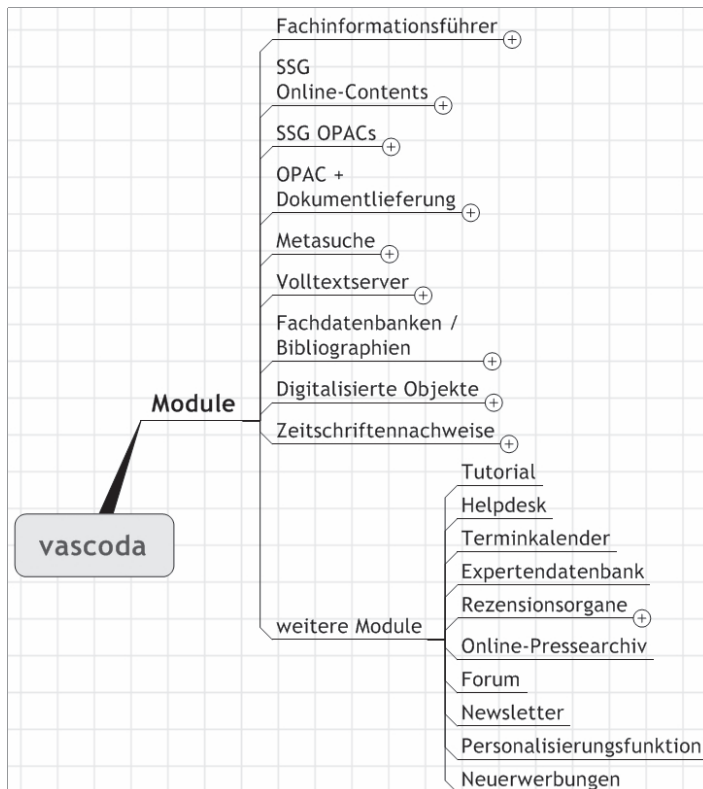 Fachinformationsführer
SSG
Online-Contents
SSG OPACs
OPAC +
Dokumentlieferung
Metasuche
Volltextserver
Fachdatenbanken /
Bibliographien
Digitalisierte Objekte
Module
Zeitschriftennachweise
Tutorial
Helpdesk
vascoda
Terminkalender
Expertendatenbank
Rezensionsorgane
weitere Module
Online-Pressearchiv
Forum
Newsletter
Personalisierungsfunktion
Neuerwerbungen